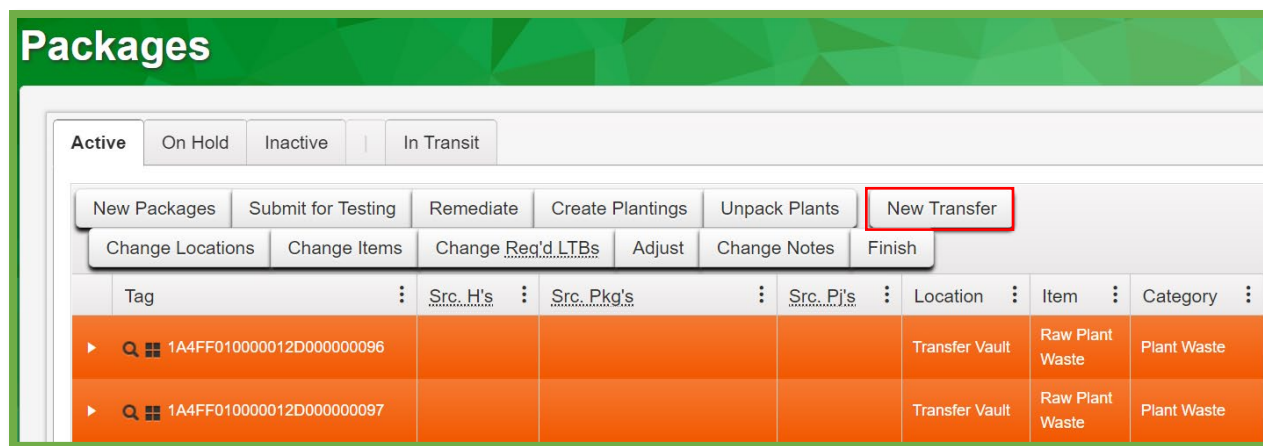 Packages
Active On Hold Inactive | In Transit
New Packages Submit for Testing Remediate Create Plantings Unpack Plants New Transfer
Change Locations Change Items Change Req'd LTBs Adjust Change Notes Finish
Tag Src. H's Src. Pkg's Src. Pj's Location Item Category
1A4FF010000012D000000096 Transfer Vault Raw Plant Waste Plant Waste
1A4FF010000012D000000097 Transfer Vault Raw Plant Waste Plant Waste